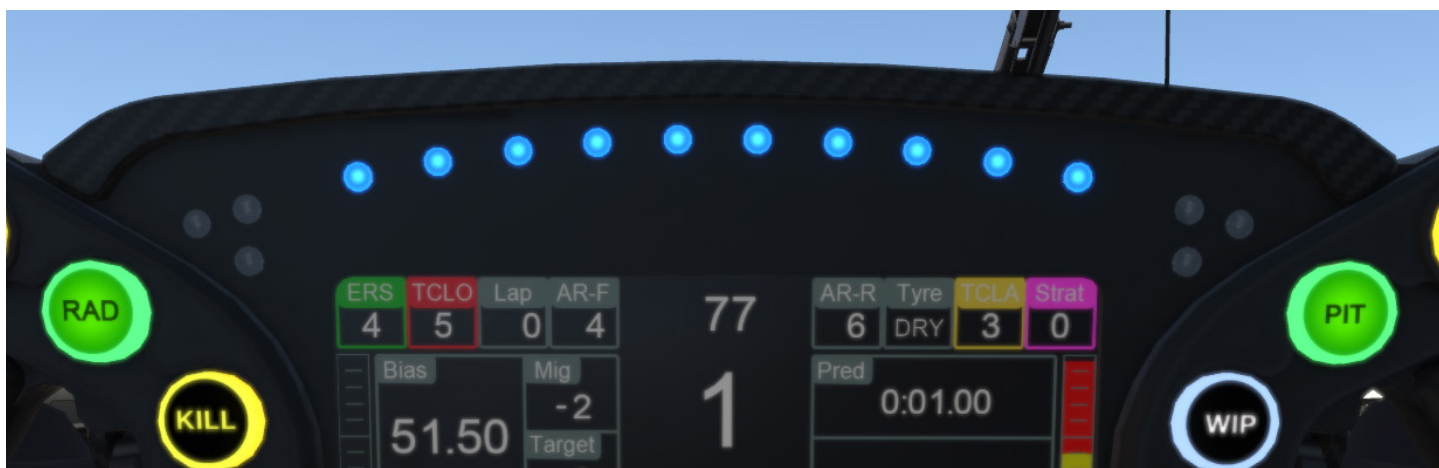 ERS TCLO Lap AR-F
4 5 0 4
77
AR-R Tyre TCLA Strat
6 DRY 3 0
RAD
PIT
Bias
51.50
Mig
-2
Target
1
Pred
0:01.00
KILL
WIP